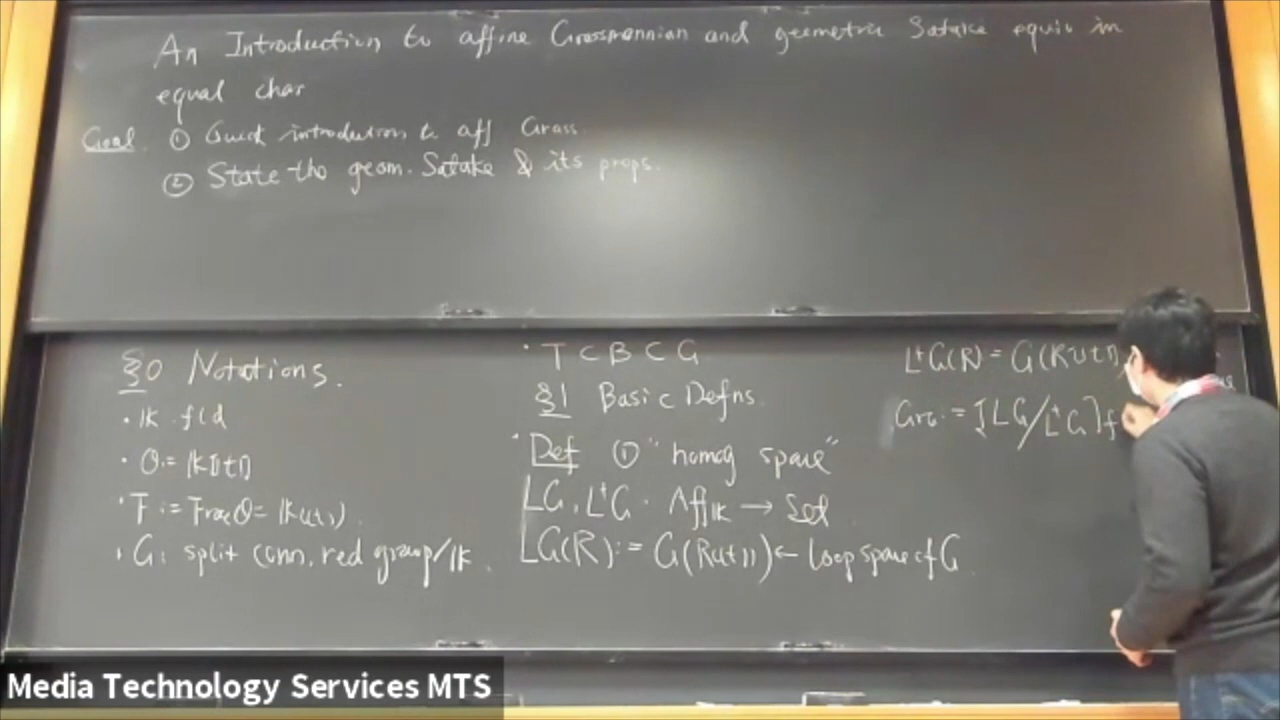 An Introduction to affine Grassmannian and geometric Satake equiv in
equal char
Goal. ① Quick introduction to aff Grass.
② State the geom. Satake & its props.
§0 Notations.
· 𝕜 fld
· O := 𝕜[[t]]
· F := Frac O = 𝕜((t)).
· G: split conn. red group/𝕜.
· T ⊂ B ⊂ G
§1 Basic Defns.
· Def ① "homog space"
LG, L⁺G : Aff𝕜 → Set
LG(R) := G(R((t))) ← loop space of G
L⁺G(R) = G(R[[t]])
Gr_G := [LG/L⁺G]f
Media Technology Services MTS